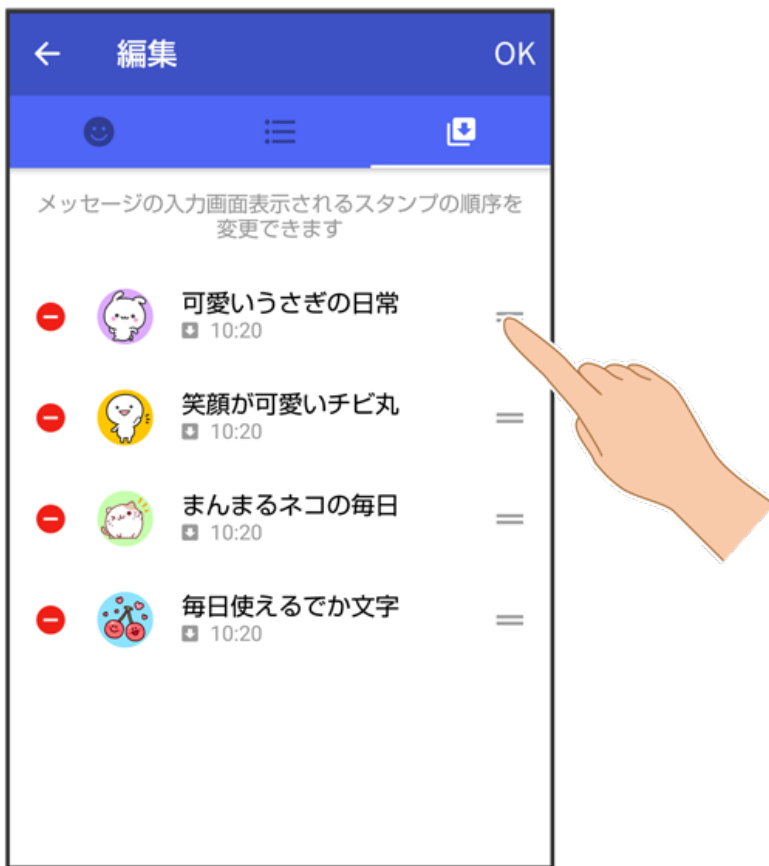 編集 OK
メッセージの入力画面表示されるスタンプの順序を
変更できます
可愛いうさぎの日常
10:20
笑顔が可愛いチビ丸
10:20
まんまるネコの毎日
10:20
毎日使えるでか文字
10:20